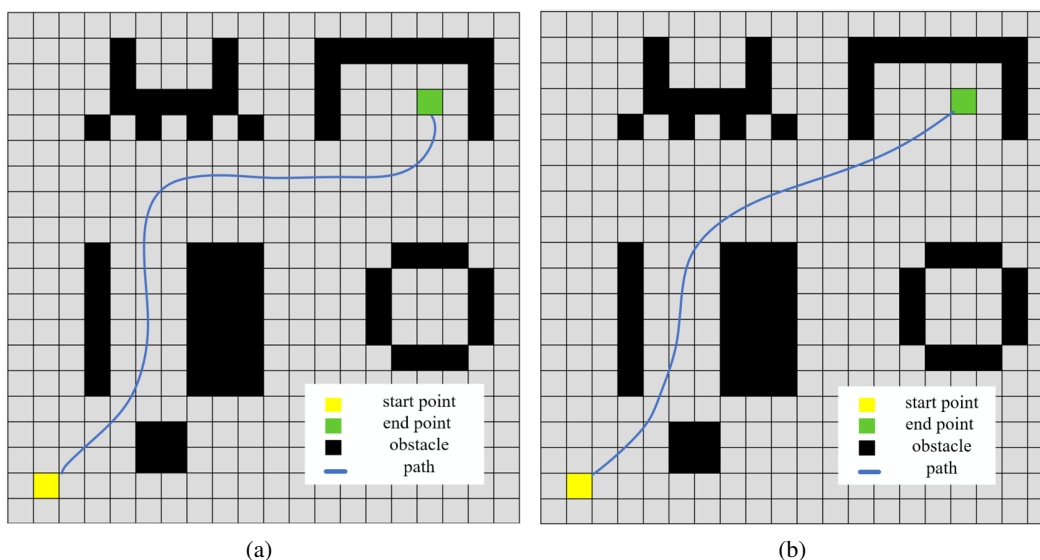 start point
end point
obstacle
path
start point
end point
obstacle
path
(a)
(b)